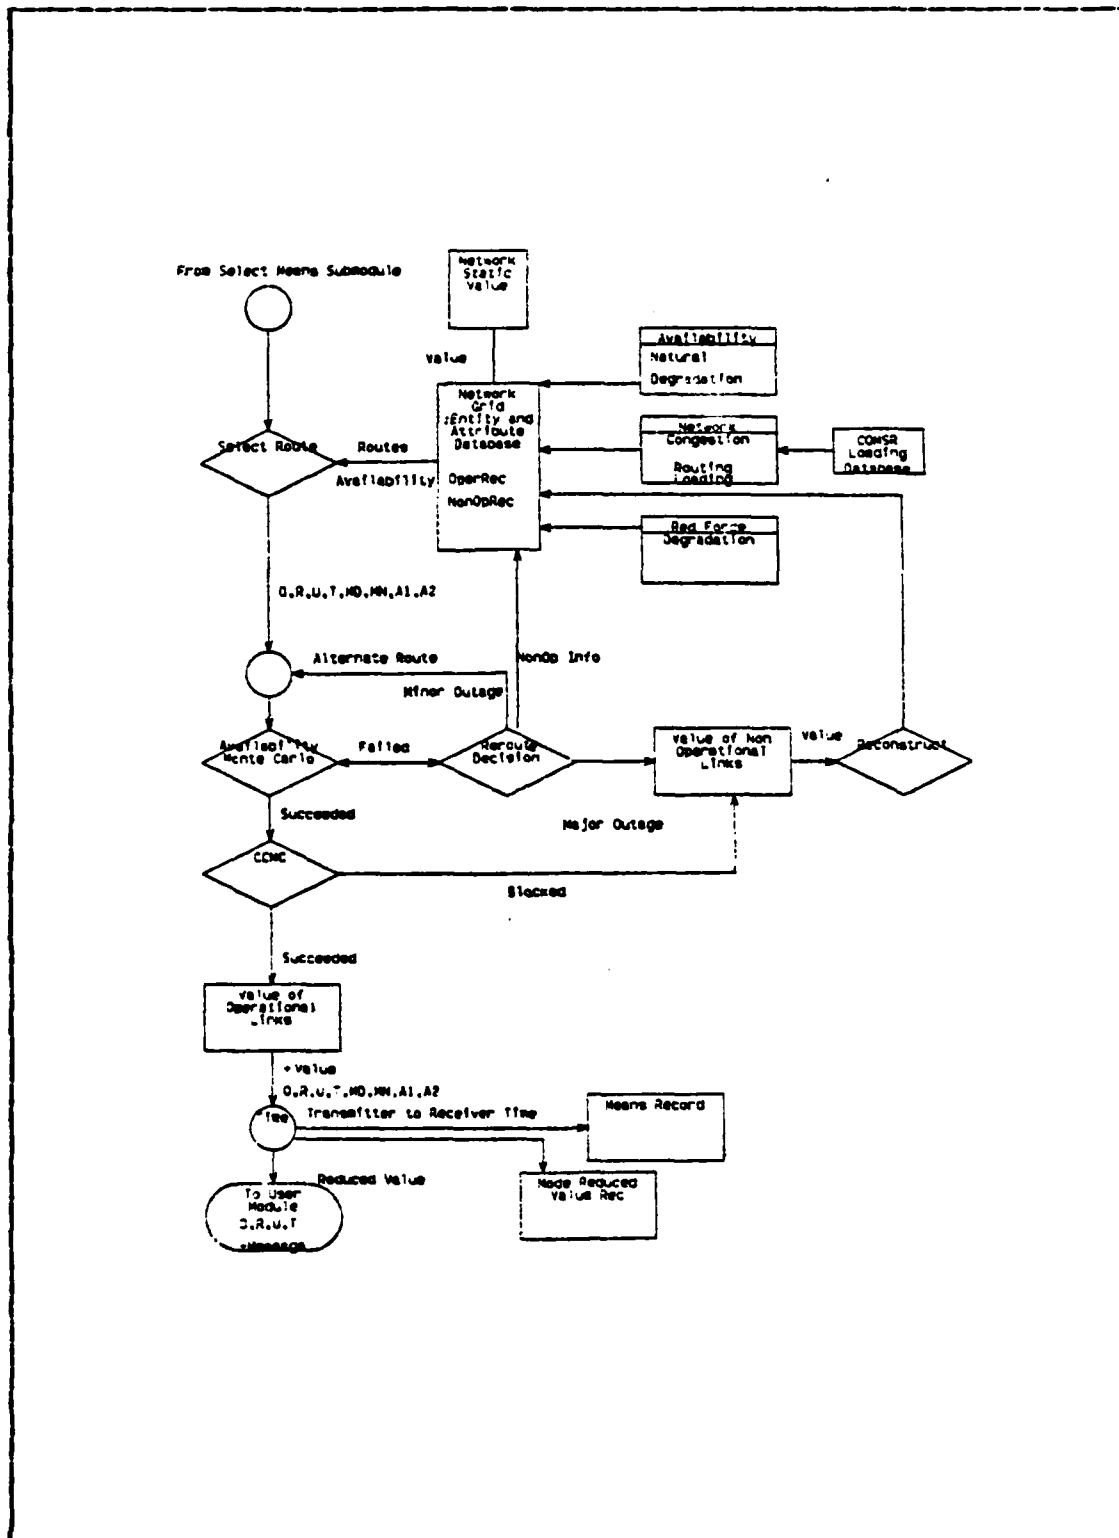 From Select Means Submodule
Network
Static
Value
Value
Availability
Natural
Degradation
Network
Grid
:Entity and
Attribute
Database
OperRec
NonOpRec
Network
Congestion
Routing
Loading
COMSR
Loading
Database
Select Route
Routes
Availability
Red Force
Degradation
O,R,U,T,MD,MN,A1,A2
Alternate Route
NonOp Info
Minor Outage
Availability
Monte Carlo
Failed
Reroute
Decision
Value of Non
Operational
Links
Value
Reconstruct
Succeeded
Major Outage
CCMC
Blocked
Succeeded
Value of
Operational
Links
+Value
O,R,U,T,MD,MN,A1,A2
Time
Transmitter to Receiver Time
Means Record
Reduced Value
Node Reduced
Value Rec
To User
Module
O,R,U,T
+Message